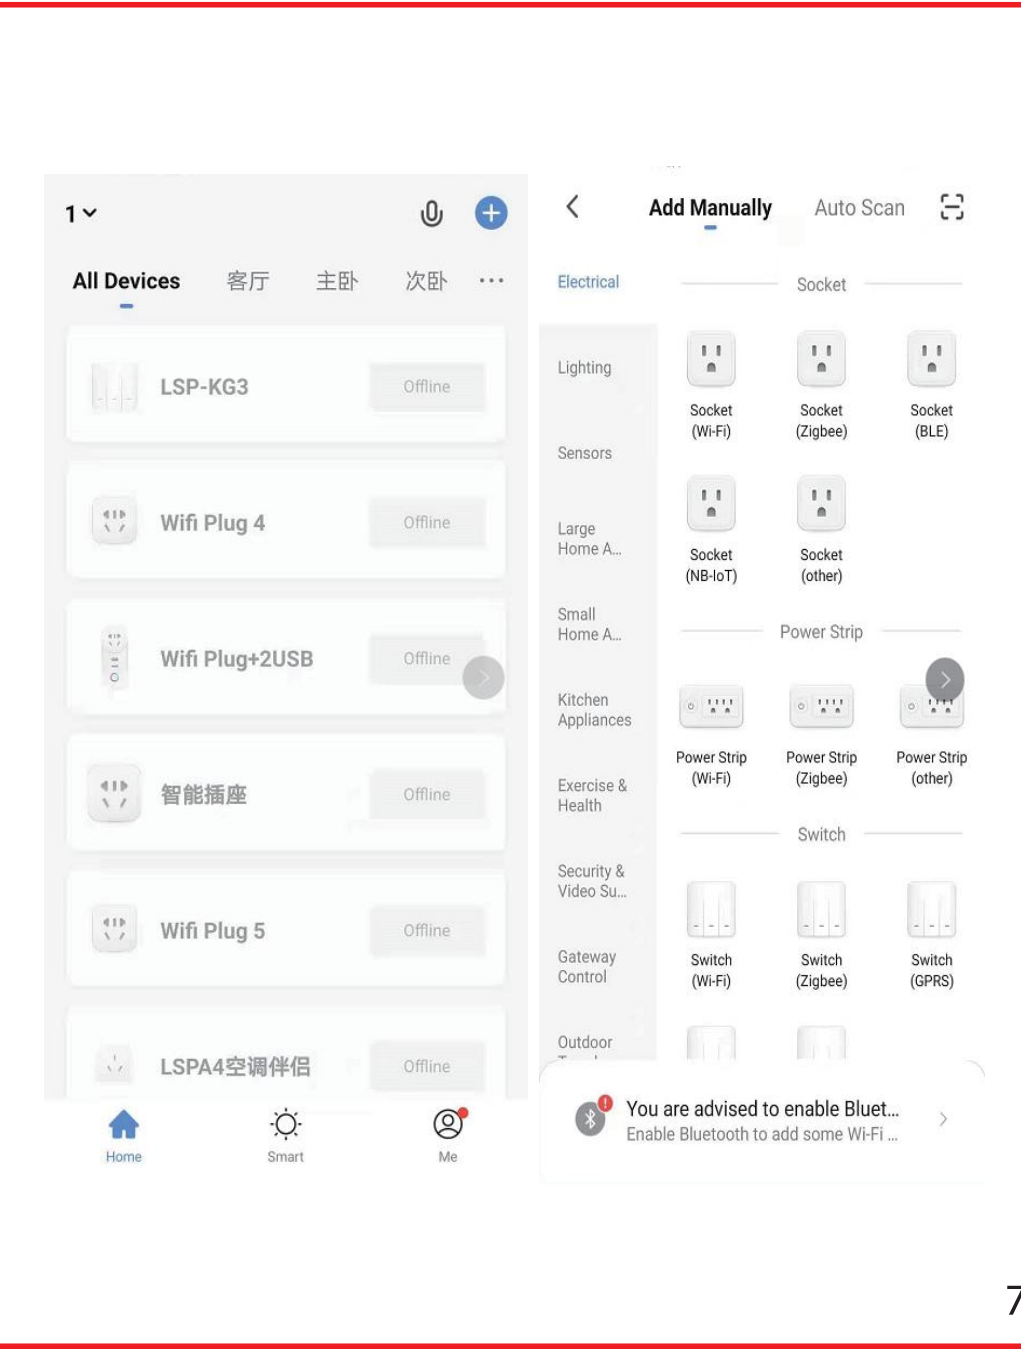 1
All Devices 客厅 主卧 次卧 ...
LSP-KG3 Offline
Wifi Plug 4 Offline
Wifi Plug+2USB Offline
智能插座 Offline
Wifi Plug 5 Offline
LSPA4空调伴侣 Offline
Home Smart Me
Add Manually Auto Scan
Electrical
Lighting
Sensors
Large
Home A...
Small
Home A...
Kitchen
Appliances
Exercise &
Health
Security &
Video Su...
Gateway
Control
Outdoor
Socket
Socket Socket Socket
(Wi-Fi) (Zigbee) (BLE)
Socket Socket
(NB-IoT) (other)
Power Strip
Power Strip Power Strip Power Strip
(Wi-Fi) (Zigbee) (other)
Switch
Switch Switch Switch
(Wi-Fi) (Zigbee) (GPRS)
You are advised to enable Bluet...
Enable Bluetooth to add some Wi-Fi ...
7